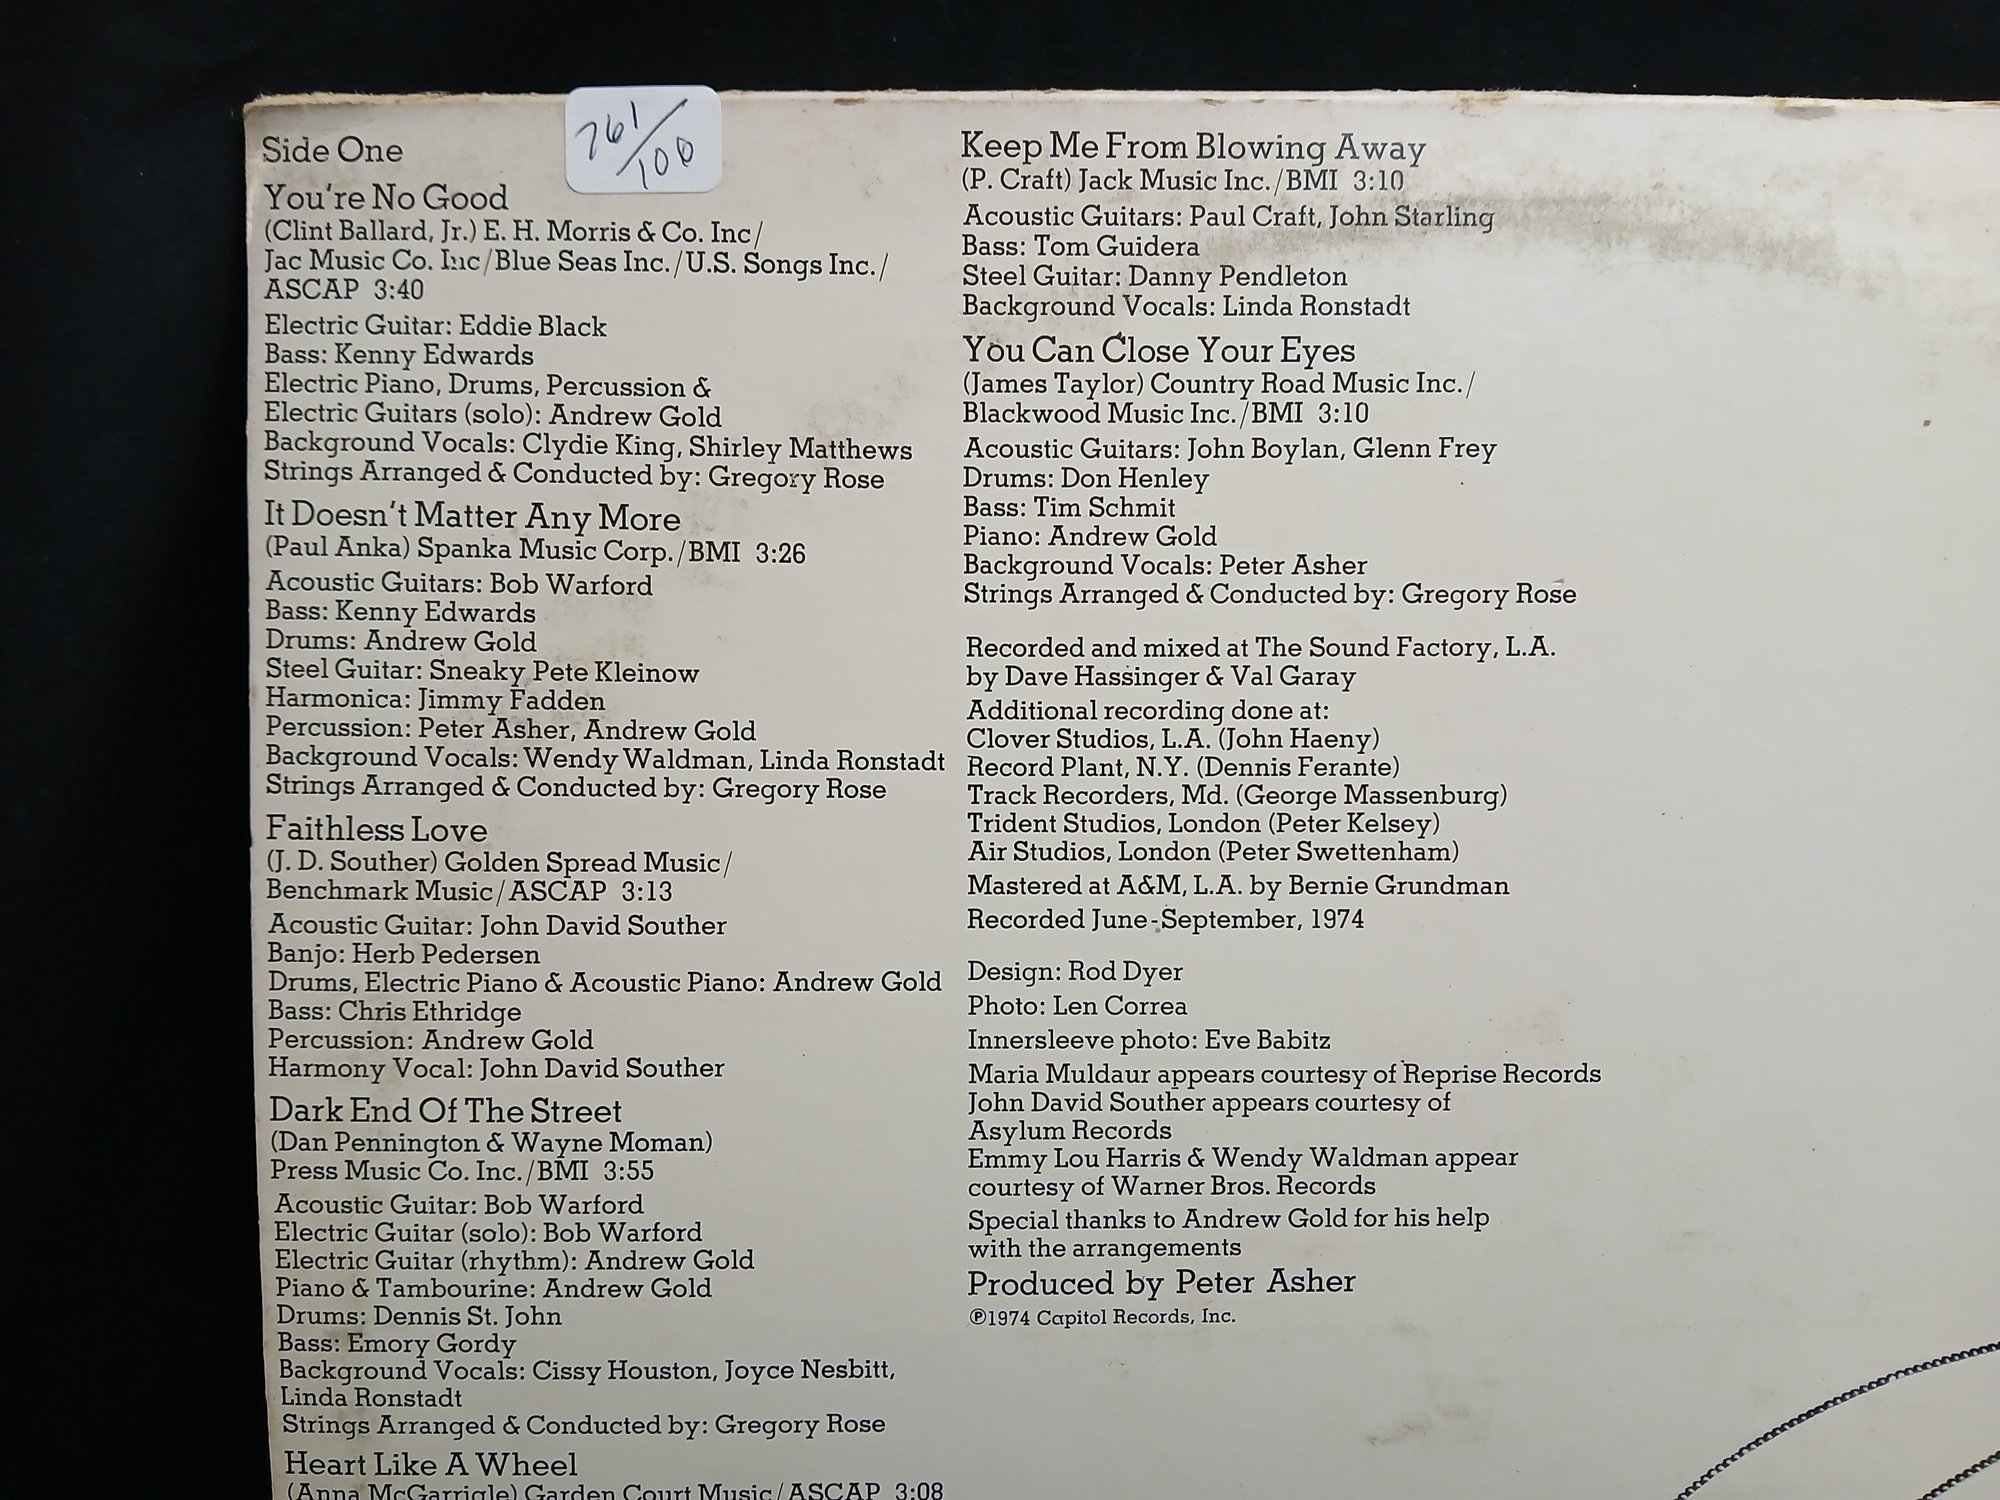 761/100
Side One
You're No Good
(Clint Ballard, Jr.) E. H. Morris & Co. Inc/
Jac Music Co. Inc/Blue Seas Inc./U.S. Songs Inc./
ASCAP 3:40
Electric Guitar: Eddie Black
Bass: Kenny Edwards
Electric Piano, Drums, Percussion &
Electric Guitars (solo): Andrew Gold
Background Vocals: Clydie King, Shirley Matthews
Strings Arranged & Conducted by: Gregory Rose
It Doesn't Matter Any More
(Paul Anka) Spanka Music Corp./BMI 3:26
Acoustic Guitars: Bob Warford
Bass: Kenny Edwards
Drums: Andrew Gold
Steel Guitar: Sneaky Pete Kleinow
Harmonica: Jimmy Fadden
Percussion: Peter Asher, Andrew Gold
Background Vocals: Wendy Waldman, Linda Ronstadt
Strings Arranged & Conducted by: Gregory Rose
Faithless Love
(J. D. Souther) Golden Spread Music/
Benchmark Music/ASCAP 3:13
Acoustic Guitar: John David Souther
Banjo: Herb Pedersen
Drums, Electric Piano & Acoustic Piano: Andrew Gold
Bass: Chris Ethridge
Percussion: Andrew Gold
Harmony Vocal: John David Souther
Dark End Of The Street
(Dan Pennington & Wayne Moman)
Press Music Co. Inc./BMI 3:55
Acoustic Guitar: Bob Warford
Electric Guitar (solo): Bob Warford
Electric Guitar (rhythm): Andrew Gold
Piano & Tambourine: Andrew Gold
Drums: Dennis St. John
Bass: Emory Gordy
Background Vocals: Cissy Houston, Joyce Nesbitt,
Linda Ronstadt
Strings Arranged & Conducted by: Gregory Rose
Heart Like A Wheel
(Anna McGarrigle) Garden Court Music/ASCAP 3:08
Keep Me From Blowing Away
(P. Craft) Jack Music Inc./BMI 3:10
Acoustic Guitars: Paul Craft, John Starling
Bass: Tom Guidera
Steel Guitar: Danny Pendleton
Background Vocals: Linda Ronstadt
You Can Close Your Eyes
(James Taylor) Country Road Music Inc./
Blackwood Music Inc./BMI 3:10
Acoustic Guitars: John Boylan, Glenn Frey
Drums: Don Henley
Bass: Tim Schmit
Piano: Andrew Gold
Background Vocals: Peter Asher
Strings Arranged & Conducted by: Gregory Rose
Recorded and mixed at The Sound Factory, L.A.
by Dave Hassinger & Val Garay
Additional recording done at:
Clover Studios, L.A. (John Haeny)
Record Plant, N.Y. (Dennis Ferante)
Track Recorders, Md. (George Massenburg)
Trident Studios, London (Peter Kelsey)
Air Studios, London (Peter Swettenham)
Mastered at A&M, L.A. by Bernie Grundman
Recorded June-September, 1974
Design: Rod Dyer
Photo: Len Correa
Innersleeve photo: Eve Babitz
Maria Muldaur appears courtesy of Reprise Records
John David Souther appears courtesy of
Asylum Records
Emmy Lou Harris & Wendy Waldman appear
courtesy of Warner Bros. Records
Special thanks to Andrew Gold for his help
with the arrangements
Produced by Peter Asher
℗1974 Capitol Records, Inc.